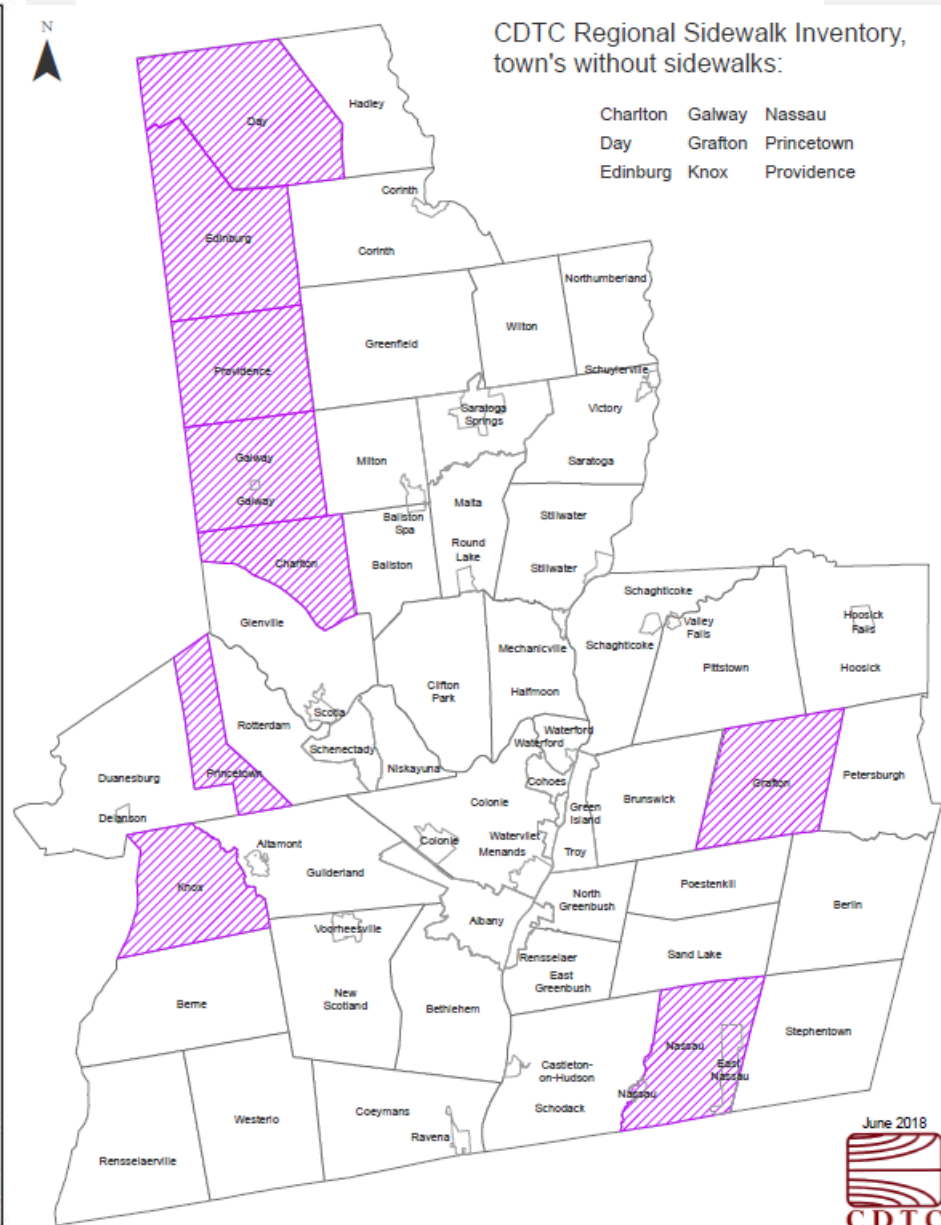 N
CDTC Regional Sidewalk Inventory,
town's without sidewalks:
Charlton Galway Nassau
Day Grafton Princetown
Edinburg Knox Providence
Hadley
Day
Corinth
Edinburg
Corinth
Northumberland
Wilton
Greenfield
Providence
Schuylerville
Saratoga
Springs
Victory
Galway
Milton
Saratoga
Galway
Malta
Ballston
Spa
Stillwater
Round
Lake
Charlton
Ballston
Stillwater
Schaghticoke
Glenville
Valley
Falls
Hoosick
Falls
Mechanicville
Schaghticoke
Pittstown
Hoosick
Clifton
Park
Halfmoon
Scotia
Rotterdam
Waterford
Waterford
Schenectady
Niskayuna
Princetown
Duanesburg
Cohoes
Grafton
Petersburgh
Colonie
Brunswick
Green
Island
Delanson
Altamont
Colonie
Watervliet
Menands
Troy
Guilderland
Knox
Poestenkill
North
Greenbush
Berlin
Albany
Voorheesville
Sand Lake
Rensselaer
East
Greenbush
Berne
New
Scotland
Bethlehem
Stephentown
Nassau
East
Nassau
Castleton-
on-Hudson
Nassau
Schodack
Coeymans
Westerlo
Ravena
Rensselaerville
June 2018
CDTC